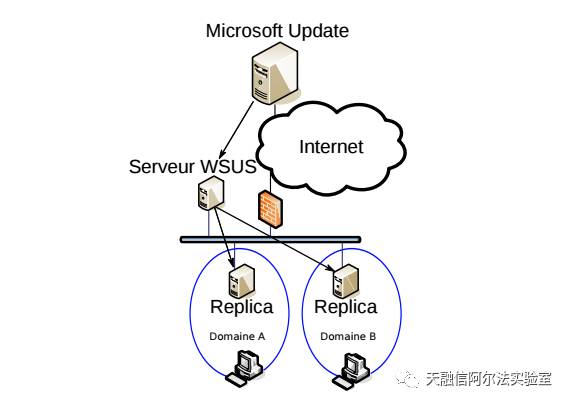 Microsoft Update
Internet
Serveur WSUS
Replica
Replica
Domaine A
Domaine B
天融信阿尔法实验室